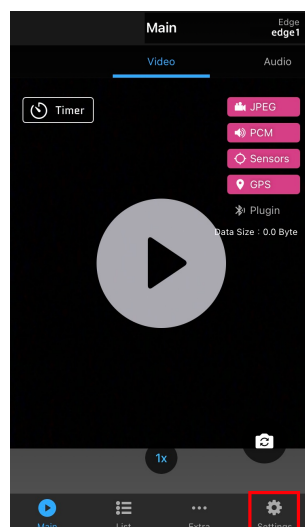 Main
Edge
edge1
Video
Audio
Timer
JPEG
PCM
Sensors
GPS
Plugin
Data Size : 0.0 Byte
1x
Main
List
Extra
Settings